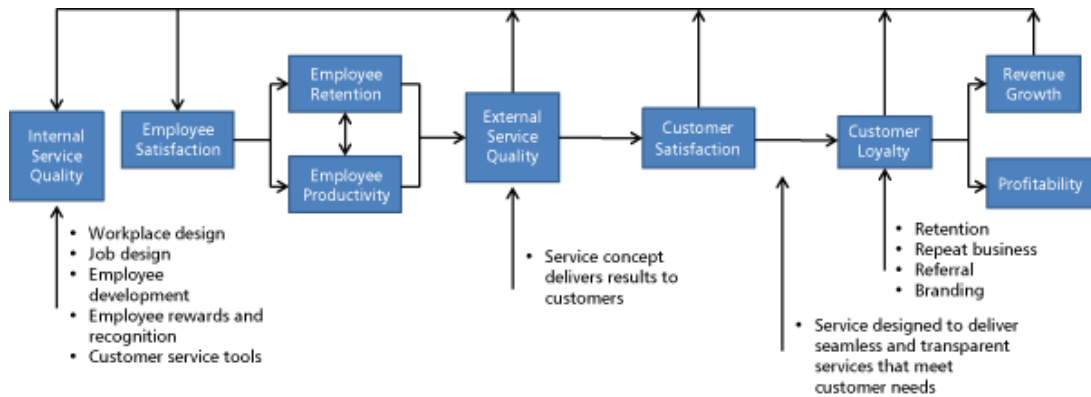 Internal
Service
Quality
Employee
Satisfaction
Employee
Retention
Employee
Productivity
External
Service
Quality
Customer
Satisfaction
Customer
Loyalty
Revenue
Growth
Profitability
• Workplace design
• Job design
• Employee
development
• Employee rewards and
recognition
• Customer service tools
• Service concept
delivers results to
customers
• Retention
• Repeat business
• Referral
• Branding
• Service designed to deliver
seamless and transparent
services that meet
customer needs